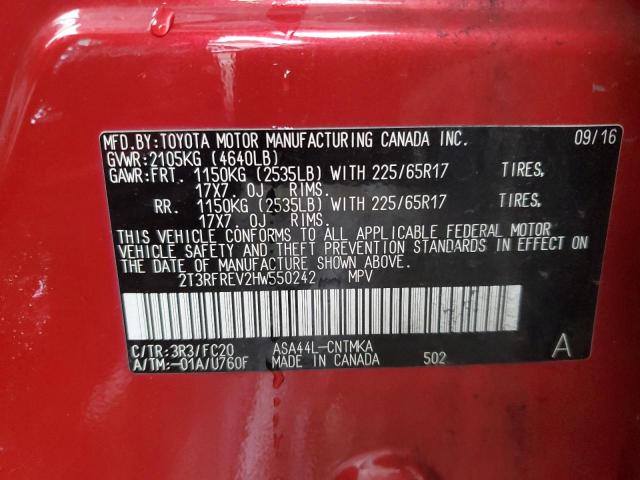 MFD.BY:TOYOTA MOTOR MANUFACTURING CANADA INC. 09/16
GVWR:2105KG (4640LB)
GAWR:FRT. 1150KG (2535LB) WITH 225/65R17 TIRES,
17X7. 0J RIMS.
RR. 1150KG (2535LB) WITH 225/65R17 TIRES,
17X7. 0J RIMS.
THIS VEHICLE CONFORMS TO ALL APPLICABLE FEDERAL MOTOR
VEHICLE SAFETY AND THEFT PREVENTION STANDARDS IN EFFECT ON
THE DATE OF MANUFACTURE SHOWN ABOVE.
2T3RFREV2HW550242 MPV
C/TR:3R3/FC20 ASA44L-CNTMKA A
A/TM:-01A/U760F MADE IN CANADA 502